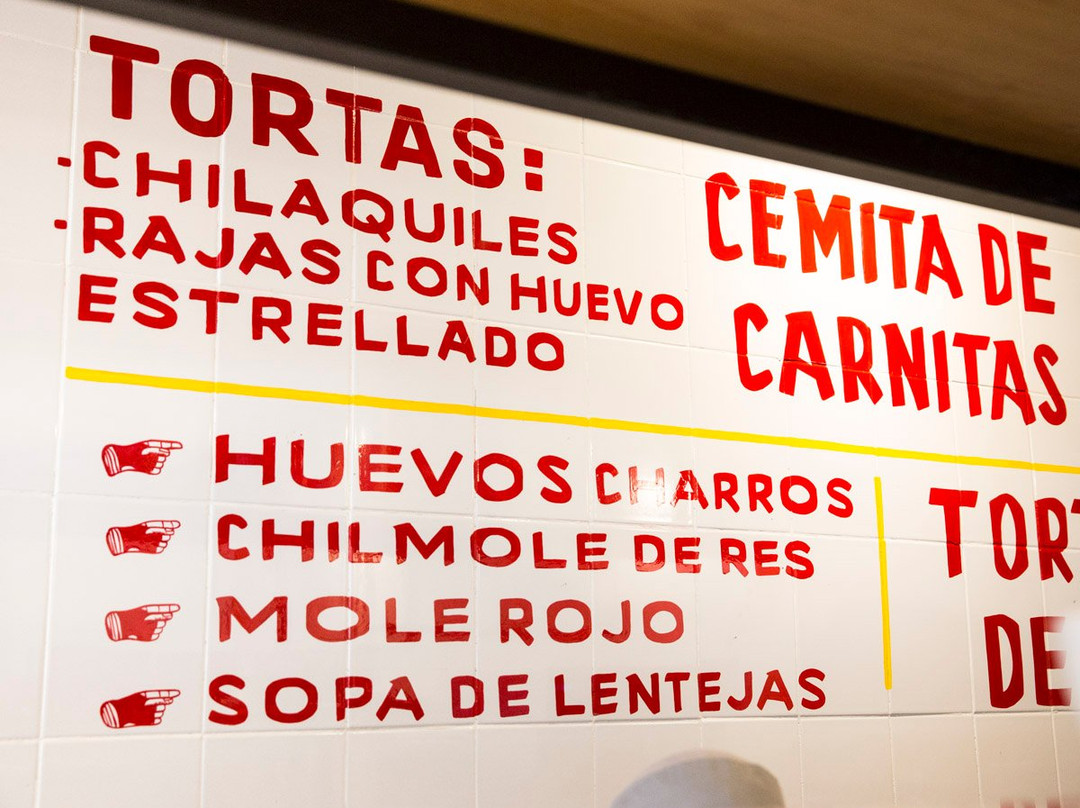 TORTAS:
-CHILAQUILES
-RAJAS CON HUEVO
ESTRELLADO
CEMITA DE
CARNITAS
HUEVOS CHARROS
CHILMOLE DE RES
MOLE ROJO
SOPA DE LENTEJAS
DE